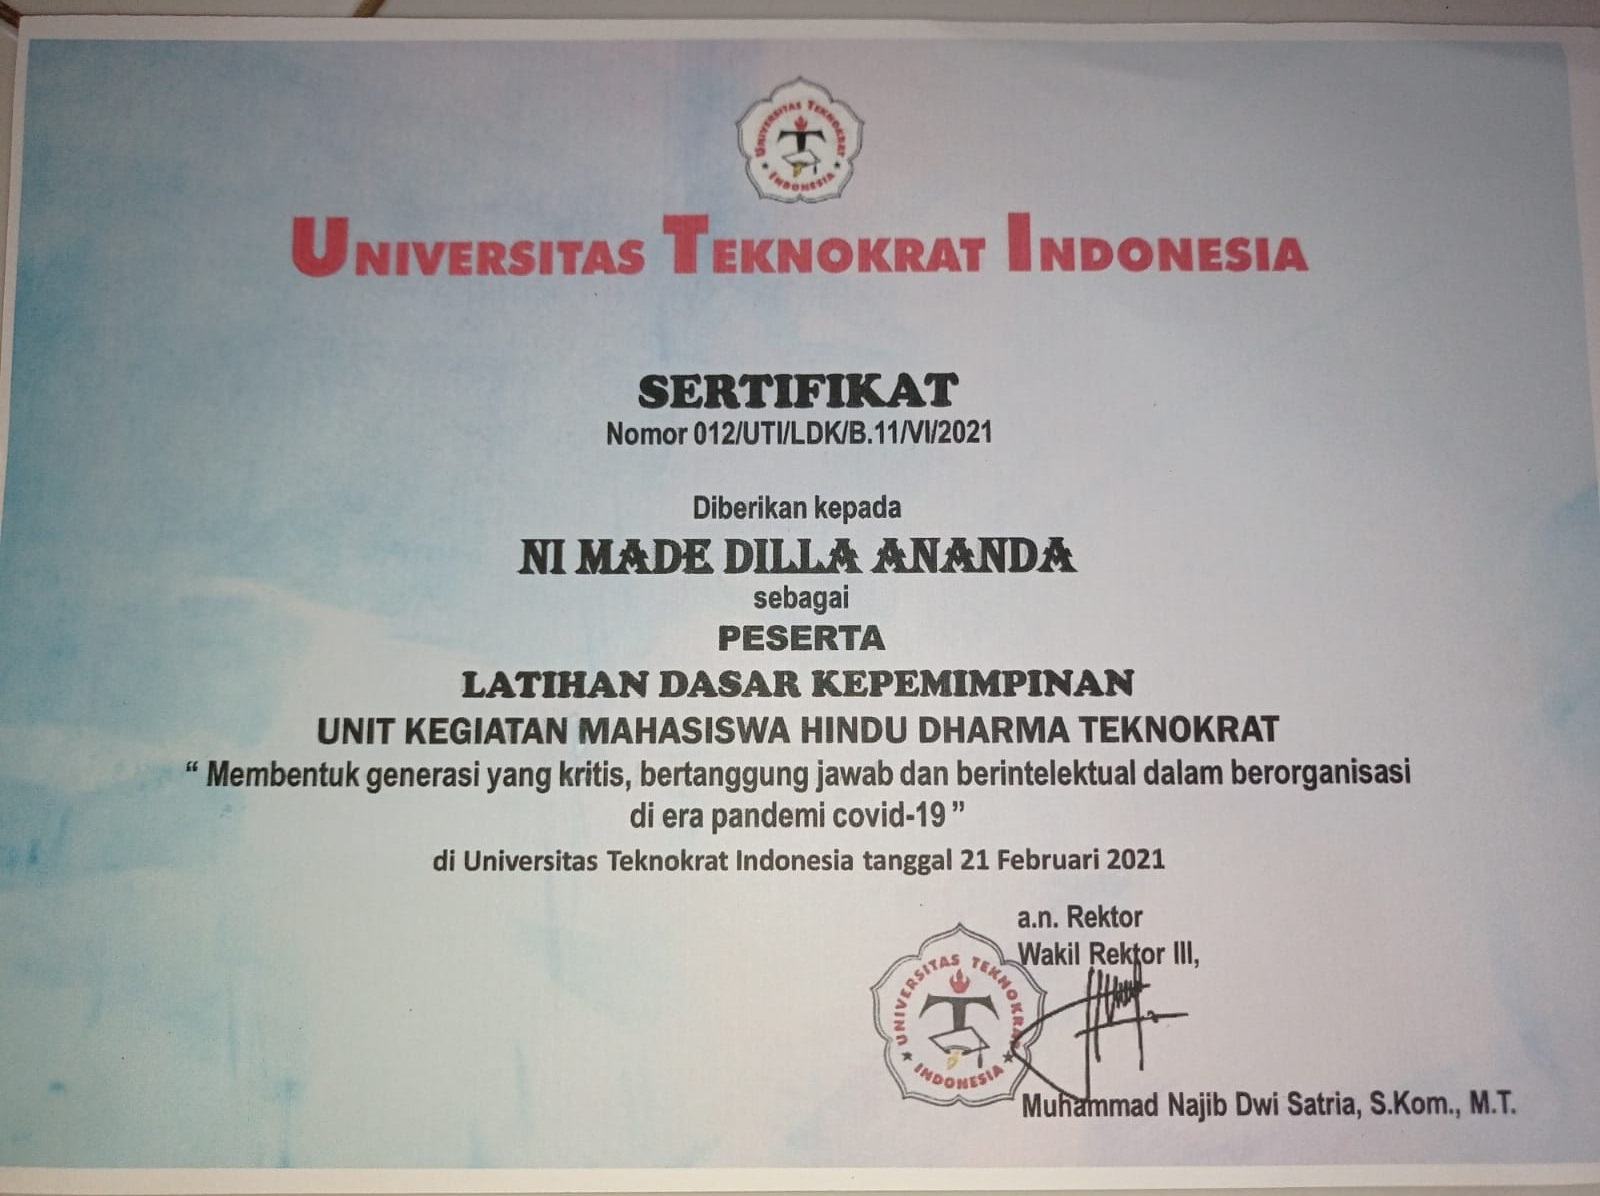 UNIVERSITAS TEKNOKRAT
INDONESIA
UNIVERSITAS TEKNOKRAT INDONESIA
SERTIFIKAT
Nomor 012/UTI/LDK/B.11/VI/2021
Diberikan kepada
NI MADE DILLA ANANDA
sebagai
PESERTA
LATIHAN DASAR KEPEMIMPINAN
UNIT KEGIATAN MAHASISWA HINDU DHARMA TEKNOKRAT
“ Membentuk generasi yang kritis, bertanggung jawab dan berintelektual dalam berorganisasi
di era pandemi covid-19 ”
di Universitas Teknokrat Indonesia tanggal 21 Februari 2021
a.n. Rektor
Wakil Rektor III,
UNIVERSITAS TEKNOKRAT
INDONESIA
Muhammad Najib Dwi Satria, S.Kom., M.T.